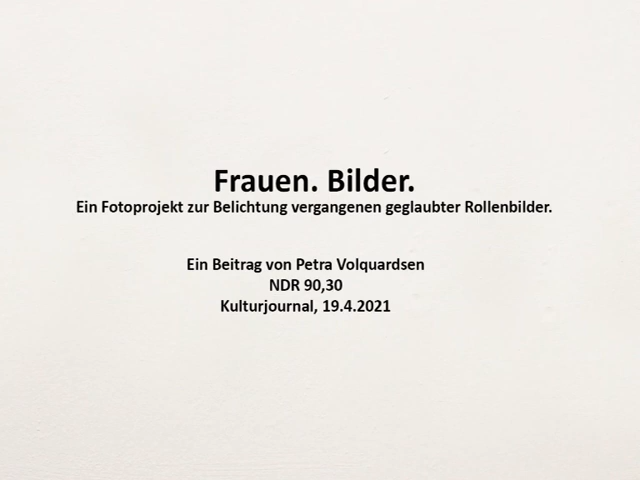 Frauen. Bilder.
Ein Fotoprojekt zur Belichtung vergangenen geglaubter Rollenbilder.
Ein Beitrag von Petra Volquardsen
NDR 90,30
Kulturjournal, 19.4.2021